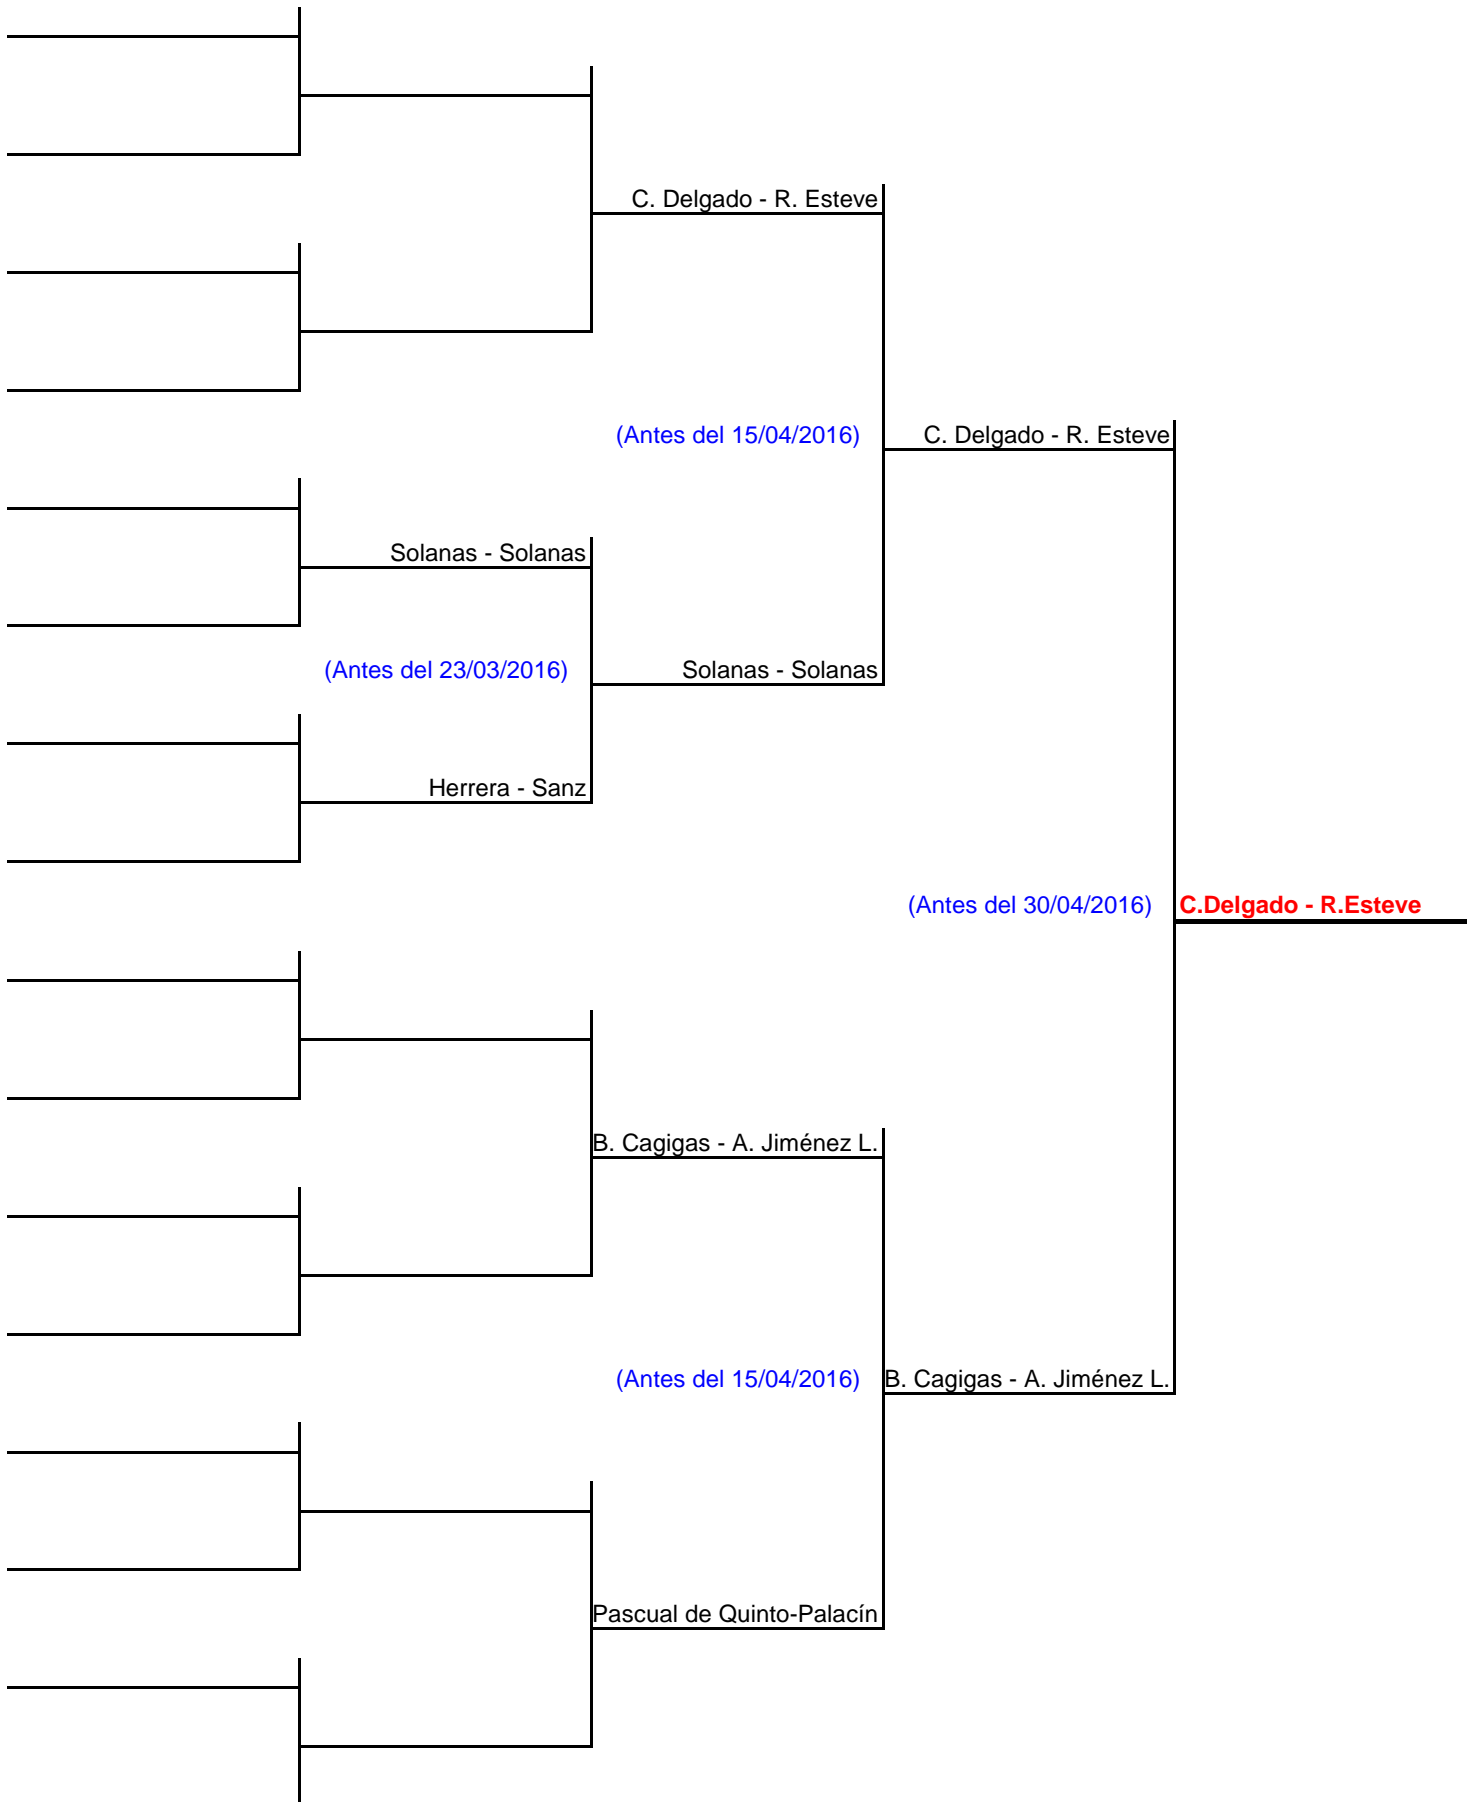 C. Delgado - R. Esteve
(Antes del 15/04/2016)
C. Delgado - R. Esteve
Solanas - Solanas
(Antes del 23/03/2016)
Solanas - Solanas
Herrera - Sanz
(Antes del 30/04/2016)
C.Delgado - R.Esteve
B. Cagigas - A. Jiménez L.
(Antes del 15/04/2016)
B. Cagigas - A. Jiménez L.
Pascual de Quinto-Palacín